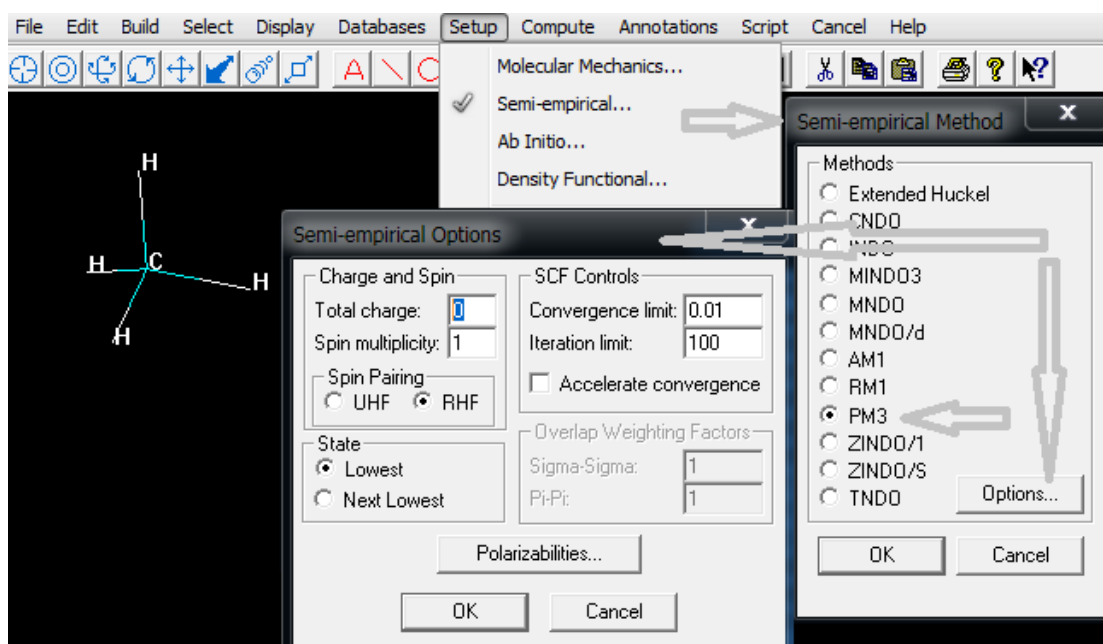 File Edit Build Select Display Databases Setup Compute Annotations Script Cancel Help
Molecular Mechanics...
Semi-empirical...
Ab Initio...
Density Functional...
H
H
C
H
H
Semi-empirical Options
Charge and Spin
Total charge: 0
Spin multiplicity: 1
Spin Pairing
UHF RHF
State
Lowest
Next Lowest
SCF Controls
Convergence limit: 0.01
Iteration limit: 100
Accelerate convergence
Overlap Weighting Factors
Sigma-Sigma: 1
Pi-Pi: 1
Polarizabilities...
OK Cancel
Semi-empirical Method
Methods
Extended Huckel
CNDO
INDO
MINDO3
MNDO
MNDO/d
AM1
RM1
PM3
ZINDO/1
ZINDO/S
TNDO
Options...
OK Cancel